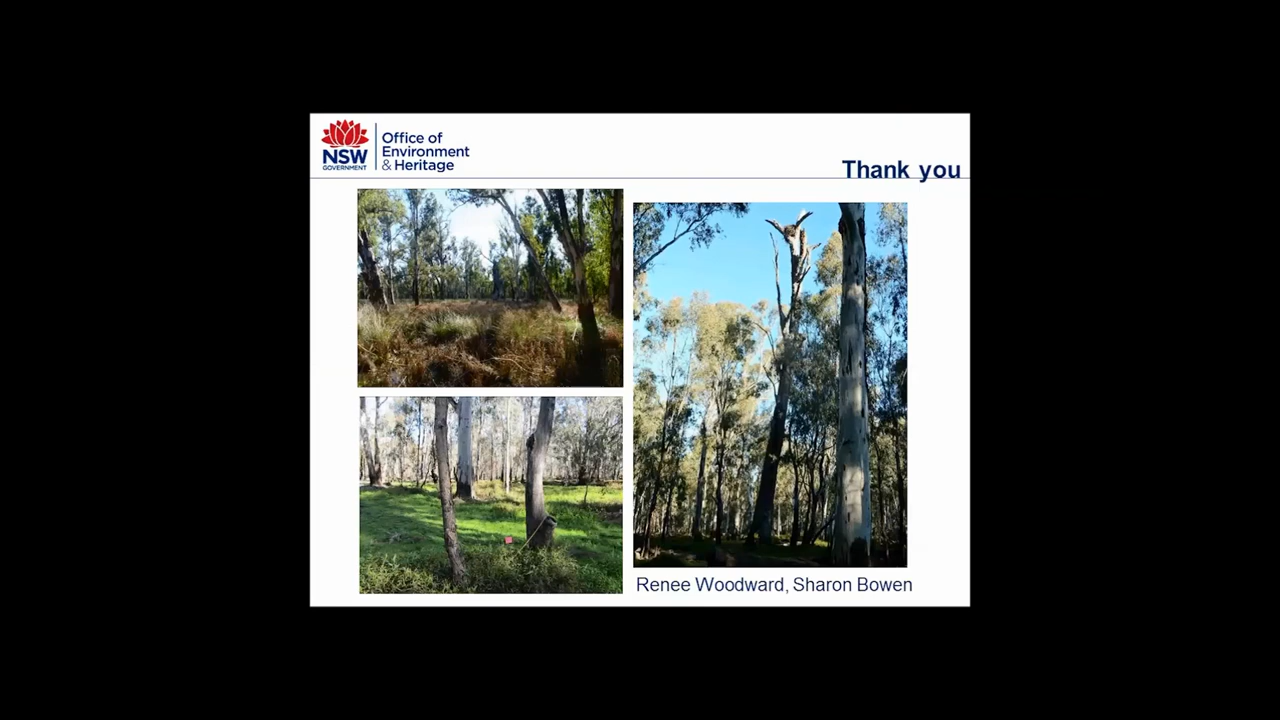 NSW
GOVERNMENT
Office of
Environment
& Heritage
Thank you
Renee Woodward, Sharon Bowen